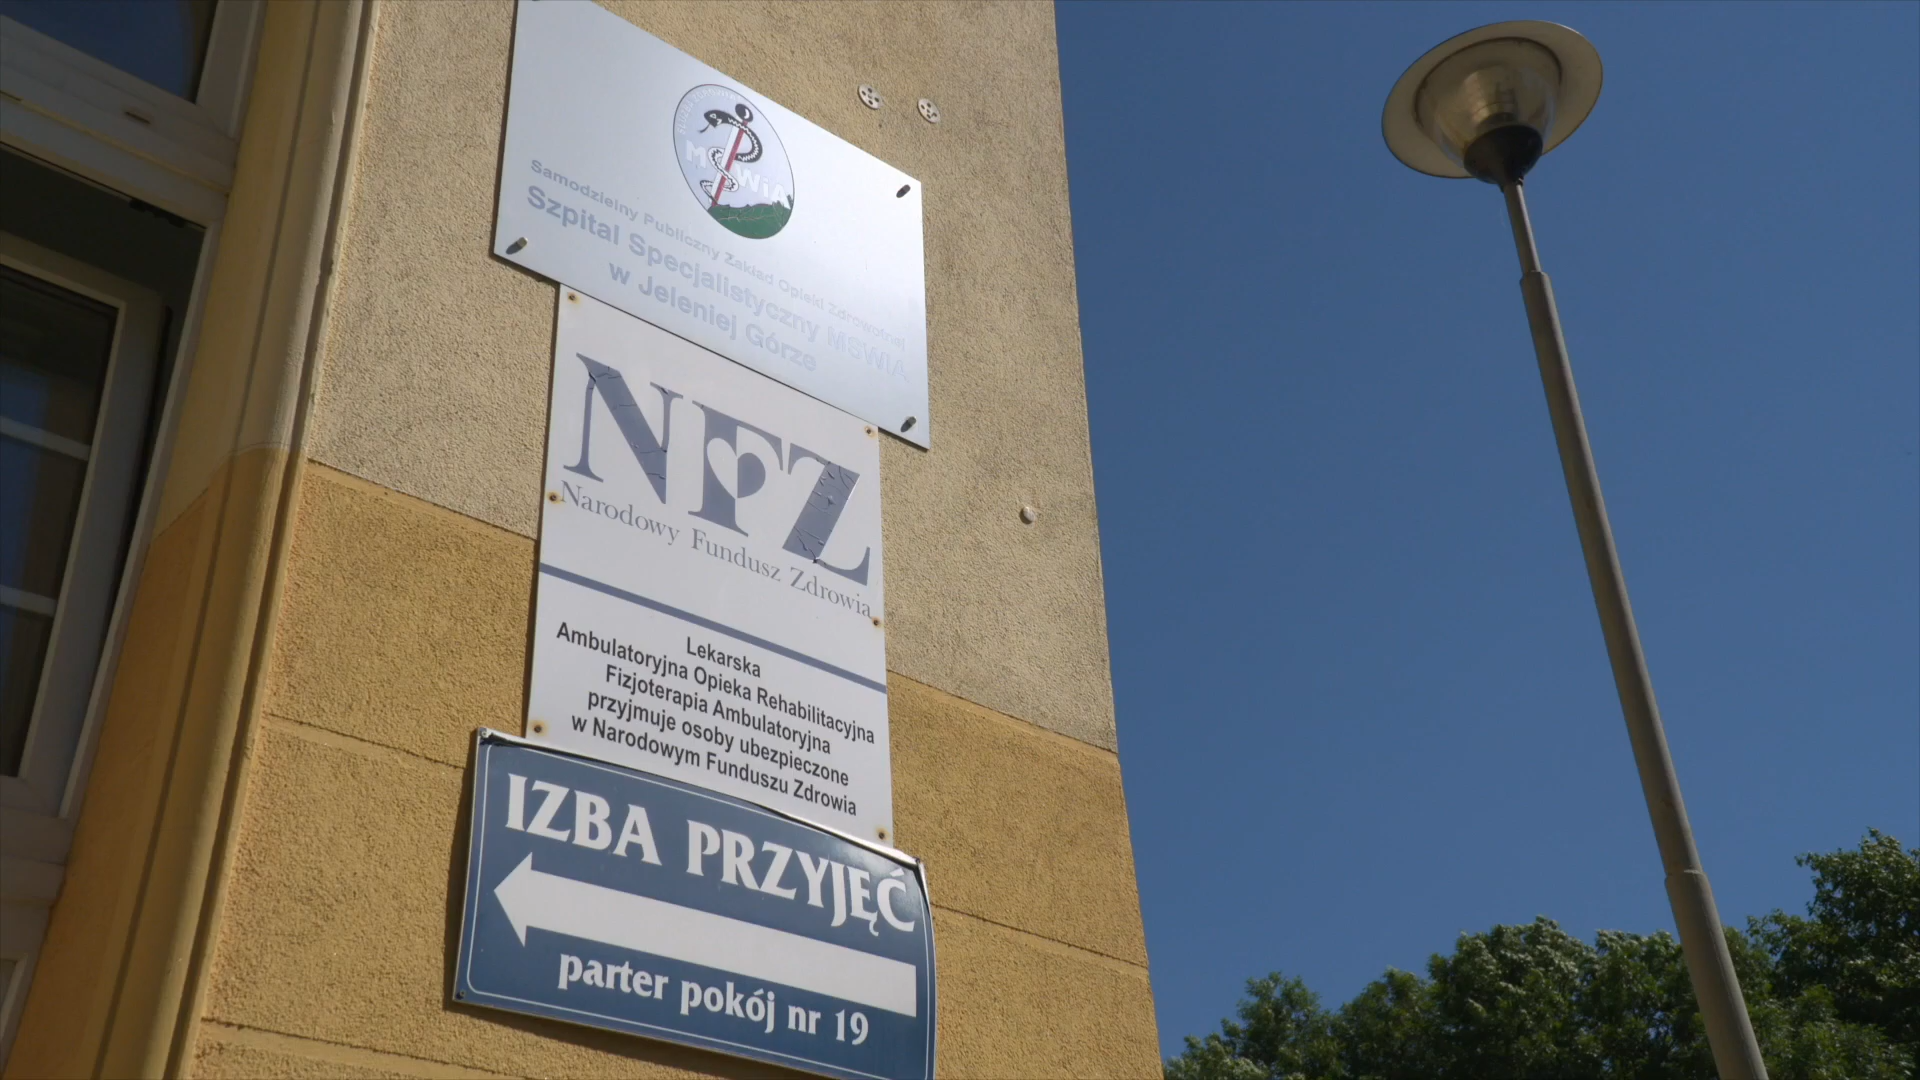 MSWiA
Samodzielny Publiczny Zakład Opieki Zdrowotnej
Szpital Specjalistyczny MSWiA
w Jeleniej Górze
NFZ
Narodowy Fundusz Zdrowia
Lekarska
Ambulatoryjna Opieka Rehabilitacyjna
Fizjoterapia Ambulatoryjna
przyjmuje osoby ubezpieczone
w Narodowym Funduszu Zdrowia
IZBA PRZYJĘĆ
parter pokój nr 19